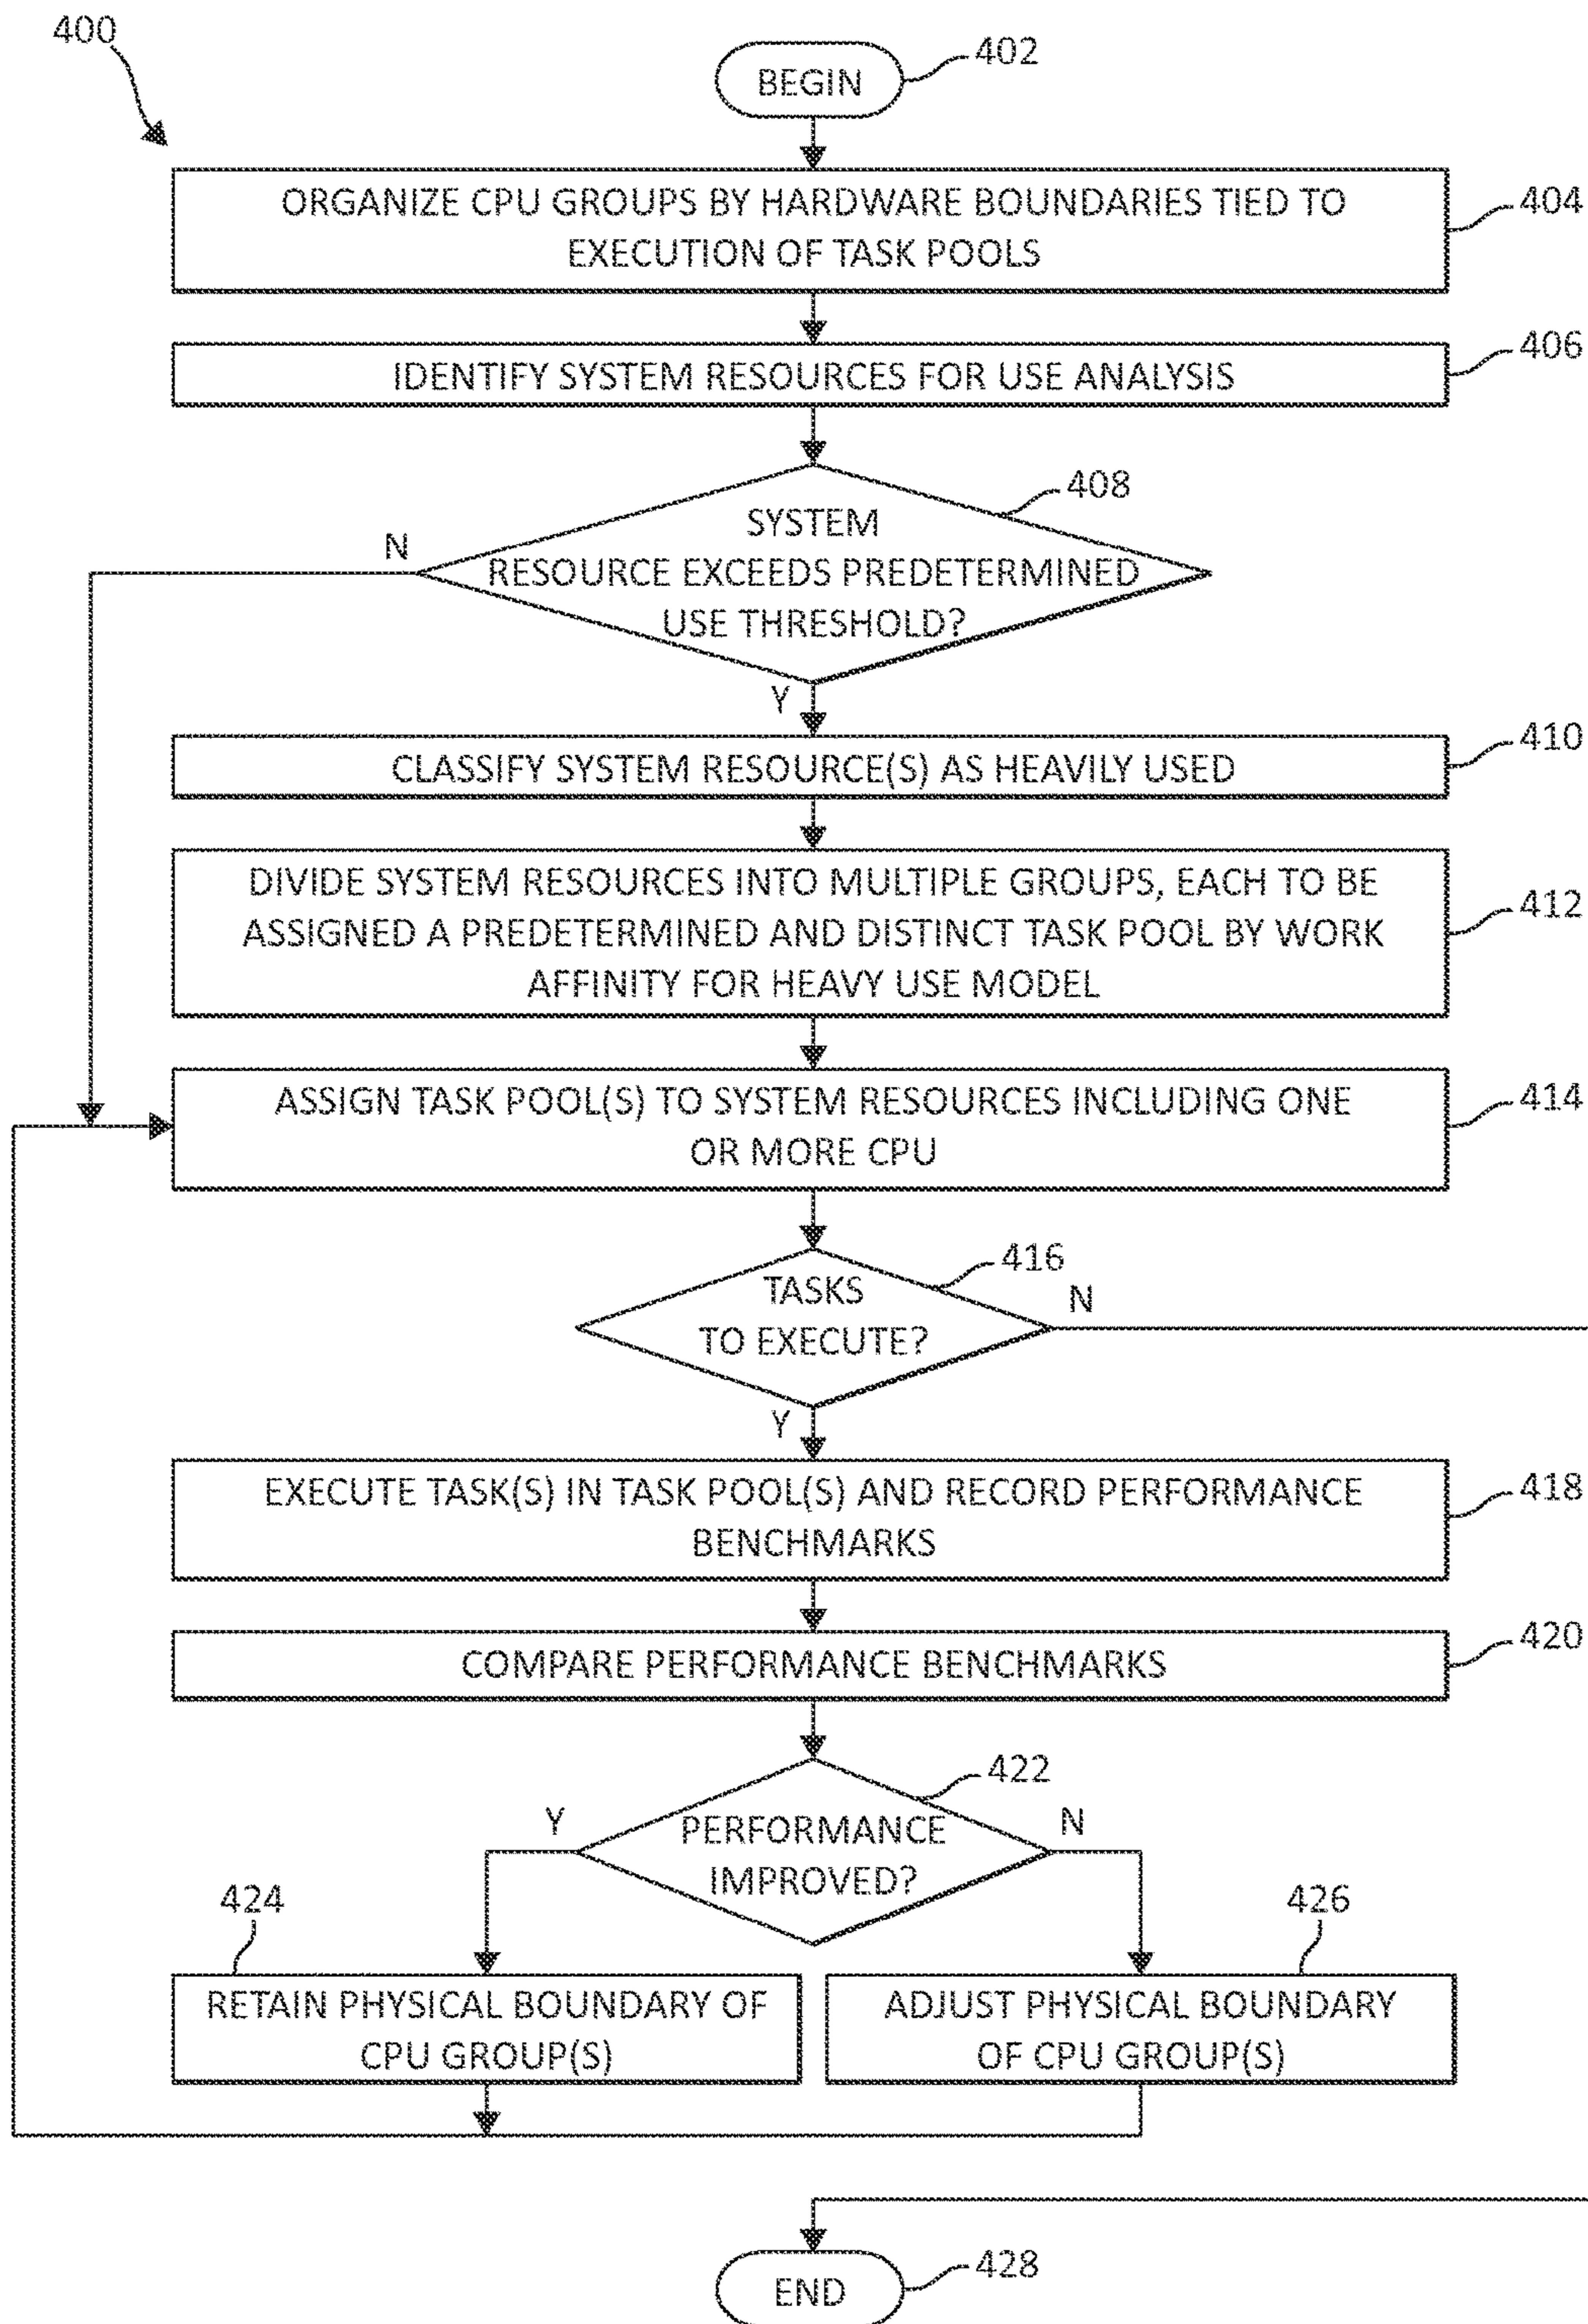 400
BEGIN
402
ORGANIZE CPU GROUPS BY HARDWARE BOUNDARIES TIED TO
EXECUTION OF TASK POOLS
404
IDENTIFY SYSTEM RESOURCES FOR USE ANALYSIS
406
408
SYSTEM
RESOURCE EXCEEDS PREDETERMINED
USE THRESHOLD?
N
Y
CLASSIFY SYSTEM RESOURCE(S) AS HEAVILY USED
410
DIVIDE SYSTEM RESOURCES INTO MULTIPLE GROUPS, EACH TO BE
ASSIGNED A PREDETERMINED AND DISTINCT TASK POOL BY WORK
AFFINITY FOR HEAVY USE MODEL
412
ASSIGN TASK POOL(S) TO SYSTEM RESOURCES INCLUDING ONE
OR MORE CPU
414
416
TASKS
TO EXECUTE?
N
Y
EXECUTE TASK(S) IN TASK POOL(S) AND RECORD PERFORMANCE
BENCHMARKS
418
COMPARE PERFORMANCE BENCHMARKS
420
422
PERFORMANCE
IMPROVED?
Y
N
424
RETAIN PHYSICAL BOUNDARY OF
CPU GROUP(S)
426
ADJUST PHYSICAL BOUNDARY
OF CPU GROUP(S)
END
428